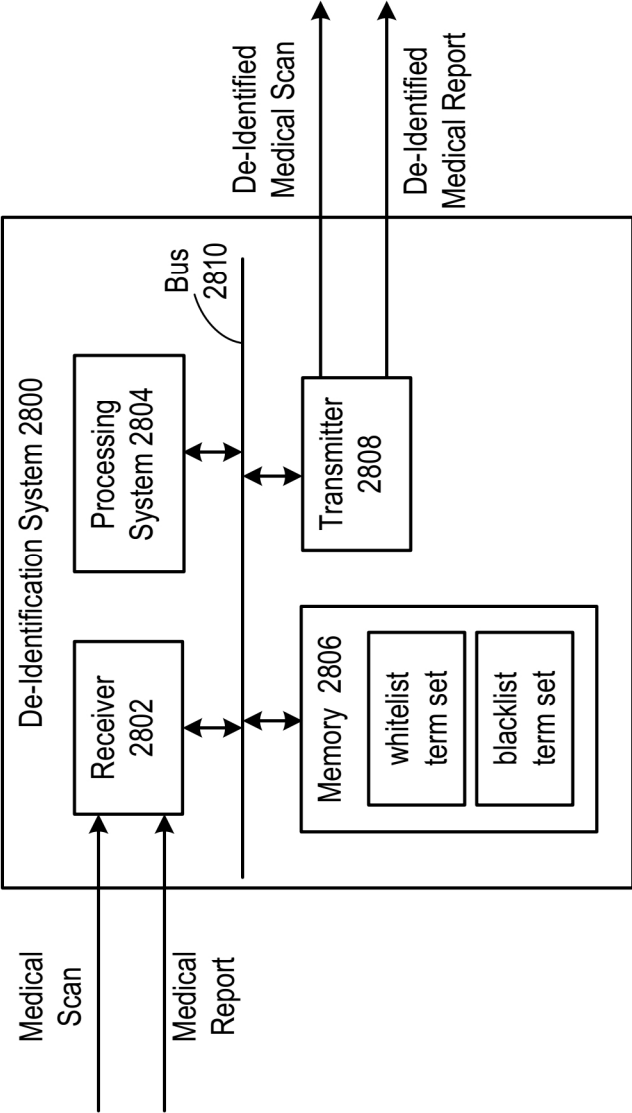 De-Identification System 2800
Medical
Scan
Medical
Report
Receiver
2802
Processing
System 2804
Bus
2810
Memory 2806
whitelist
term set
blacklist
term set
Transmitter
2808
De-Identified
Medical Scan
De-Identified
Medical Report